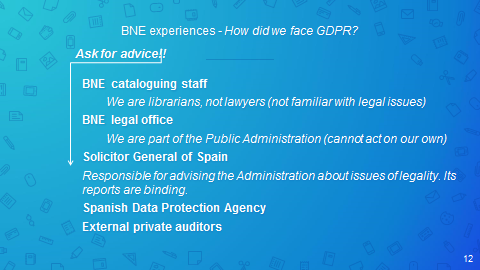 BNE experiences - How did we face GDPR?
Ask for advice!!
BNE cataloguing staff
We are librarians, not lawyers (not familiar with legal issues)
BNE legal office
We are part of the Public Administration (cannot act on our own)
Solicitor General of Spain
Responsible for advising the Administration about issues of legality. Its
reports are binding.
Spanish Data Protection Agency
External private auditors
12